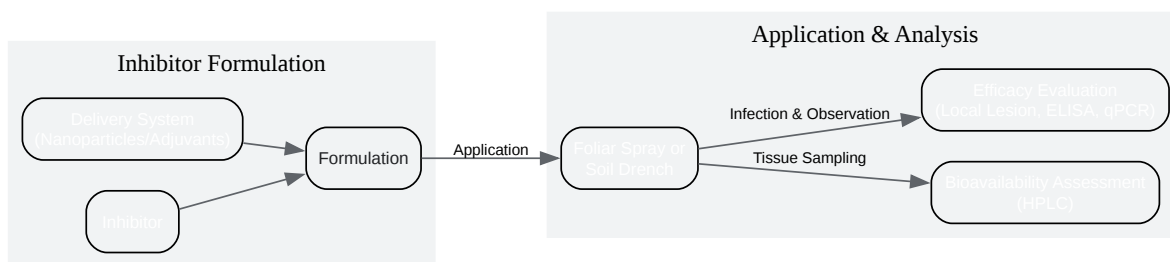 Inhibitor Formulation
Delivery System
(Nanoparticles/Adjuvants)
Inhibitor
Formulation
Application
Application & Analysis
Foliar Spray or
Soil Drench
Infection & Observation
Tissue Sampling
Efficacy Evaluation
(Local Lesion, ELISA, qPCR)
Bioavailability Assessment
(HPLC)